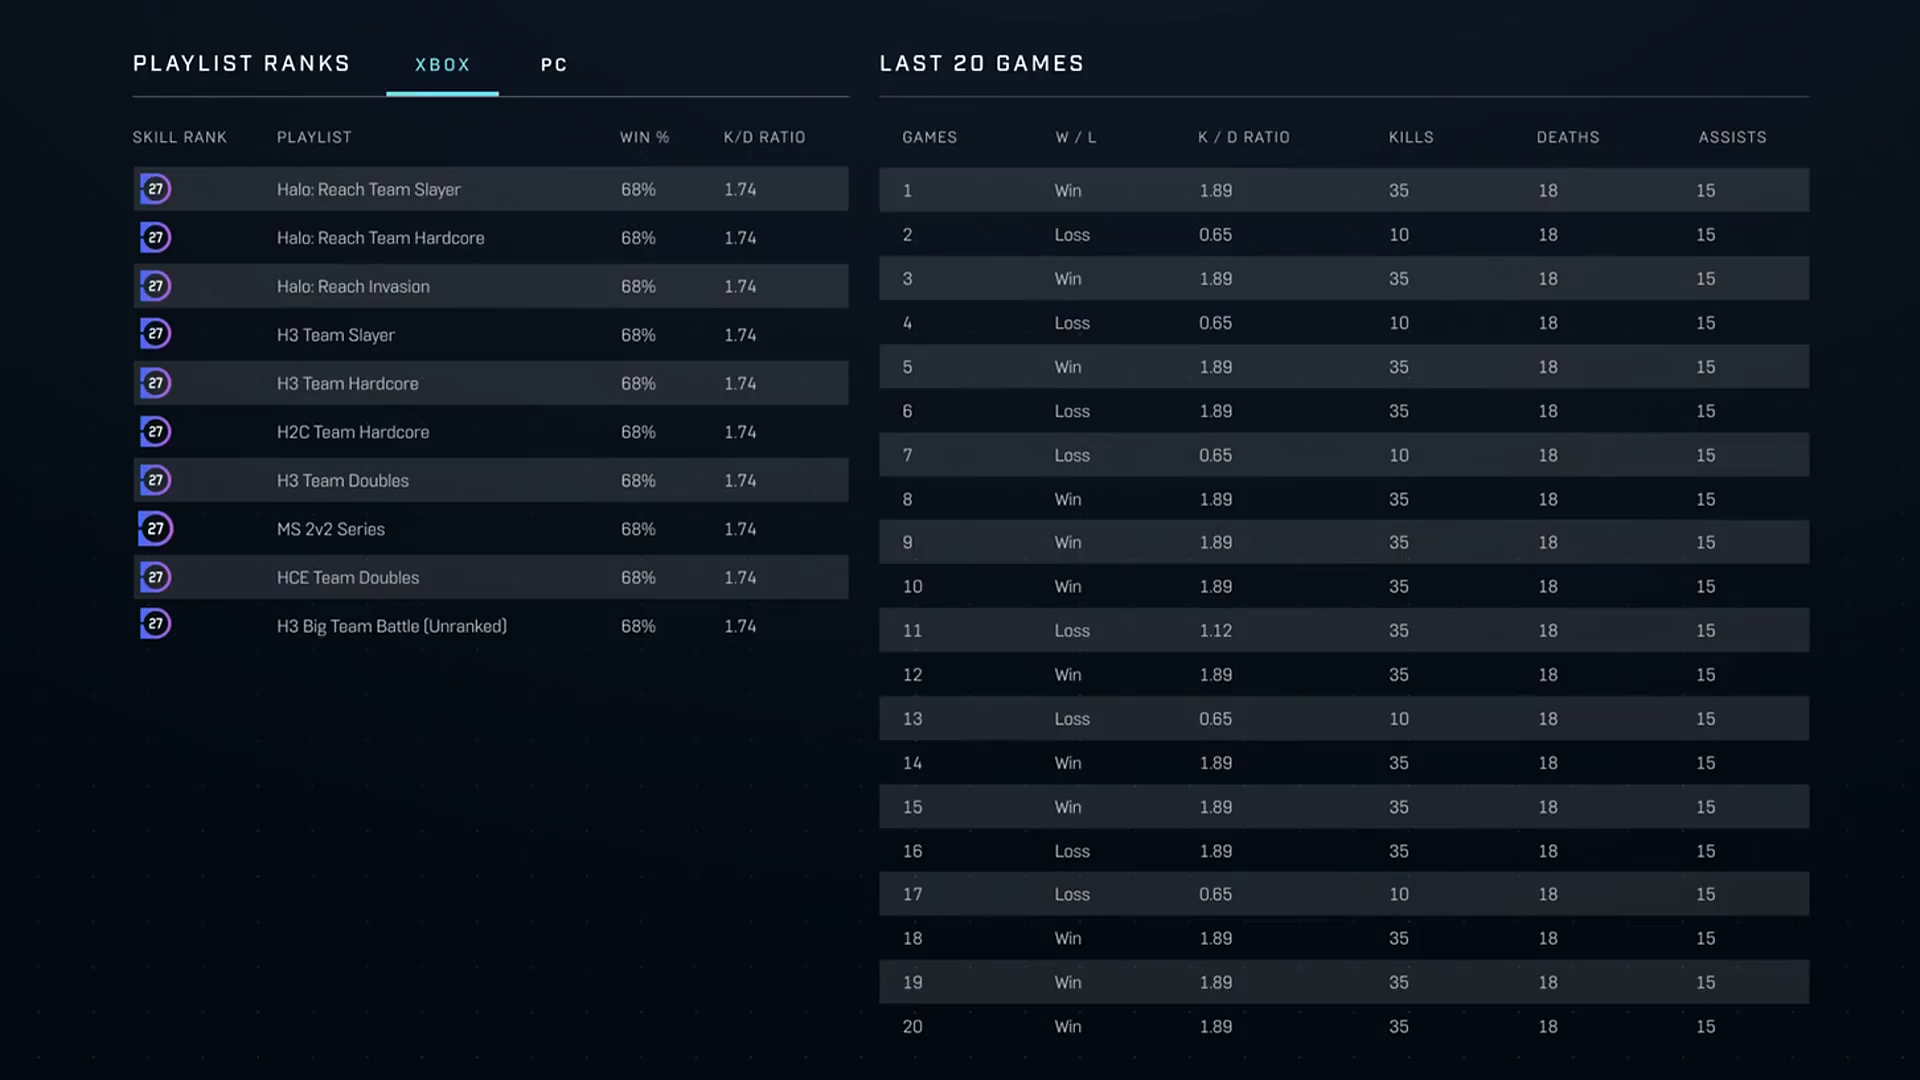 PLAYLIST RANKS XBOX PC
SKILL RANK PLAYLIST WIN % K/D RATIO
27 Halo: Reach Team Slayer 68% 1.74
27 Halo: Reach Team Hardcore 68% 1.74
27 Halo: Reach Invasion 68% 1.74
27 H3 Team Slayer 68% 1.74
27 H3 Team Hardcore 68% 1.74
27 H2C Team Hardcore 68% 1.74
27 H3 Team Doubles 68% 1.74
27 MS 2v2 Series 68% 1.74
27 HCE Team Doubles 68% 1.74
27 H3 Big Team Battle (Unranked) 68% 1.74
LAST 20 GAMES
GAMES W / L K / D RATIO KILLS DEATHS ASSISTS
1 Win 1.89 35 18 15
2 Loss 0.65 10 18 15
3 Win 1.89 35 18 15
4 Loss 0.65 10 18 15
5 Win 1.89 35 18 15
6 Loss 1.89 35 18 15
7 Loss 0.65 10 18 15
8 Win 1.89 35 18 15
9 Win 1.89 35 18 15
10 Win 1.89 35 18 15
11 Loss 1.12 35 18 15
12 Win 1.89 35 18 15
13 Loss 0.65 10 18 15
14 Win 1.89 35 18 15
15 Win 1.89 35 18 15
16 Loss 1.89 35 18 15
17 Loss 0.65 10 18 15
18 Win 1.89 35 18 15
19 Win 1.89 35 18 15
20 Win 1.89 35 18 15